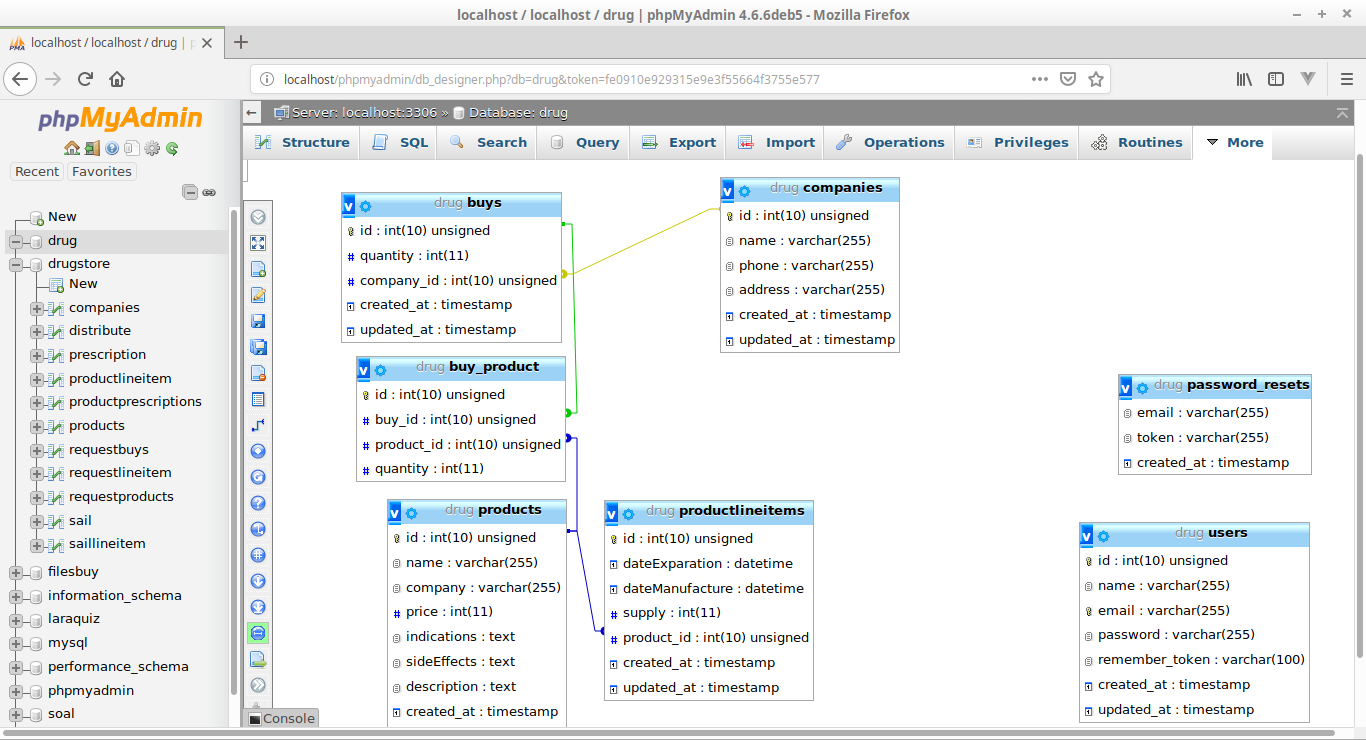 localhost / localhost / drug | phpMyAdmin 4.6.6deb5 - Mozilla Firefox
localhost / localhost / drug |
localhost/phpmyadmin/db_designer.php?db=drug&token=fe0910e929315e9e3f55664f3755e577
phpMyAdmin
Recent Favorites
New
drug
drugstore
New
companies
distribute
prescription
productlineitem
productprescriptions
products
requestbuys
requestlineitem
requestproducts
sail
saillineitem
filesbuy
information_schema
laraquiz
mysql
performance_schema
phpmyadmin
soal
Server: localhost:3306 » Database: drug
Structure SQL Search Query Export Import Operations Privileges Routines More
drug buys
id : int(10) unsigned
quantity : int(11)
company_id : int(10) unsigned
created_at : timestamp
updated_at : timestamp
drug companies
id : int(10) unsigned
name : varchar(255)
phone : varchar(255)
address : varchar(255)
created_at : timestamp
updated_at : timestamp
drug buy_product
id : int(10) unsigned
buy_id : int(10) unsigned
product_id : int(10) unsigned
quantity : int(11)
drug password_resets
email : varchar(255)
token : varchar(255)
created_at : timestamp
drug products
id : int(10) unsigned
name : varchar(255)
company : varchar(255)
price : int(11)
indications : text
sideEffects : text
description : text
created_at : timestamp
drug productlineitems
id : int(10) unsigned
dateExparation : datetime
dateManufacture : datetime
supply : int(11)
product_id : int(10) unsigned
created_at : timestamp
updated_at : timestamp
drug users
id : int(10) unsigned
name : varchar(255)
email : varchar(255)
password : varchar(255)
remember_token : varchar(100)
created_at : timestamp
updated_at : timestamp
Console